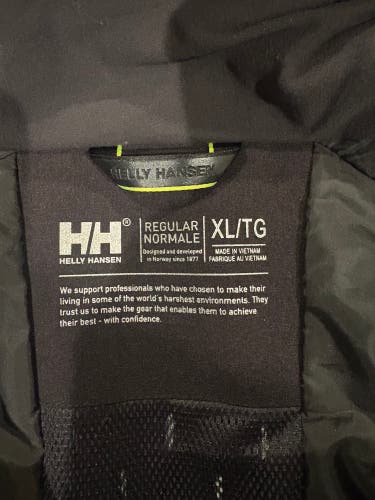 HELLY HANSEN
HH®
HELLY HANSEN
REGULAR
NORMALE
Designed and developed
in Norway since 1877
XL/TG
MADE IN VIETNAM
FABRIQUÉ AU VIETNAM
We support professionals who have chosen to make their
living in some of the world's harshest environments. They
trust us to make the gear that enables them to achieve
their best - with confidence.